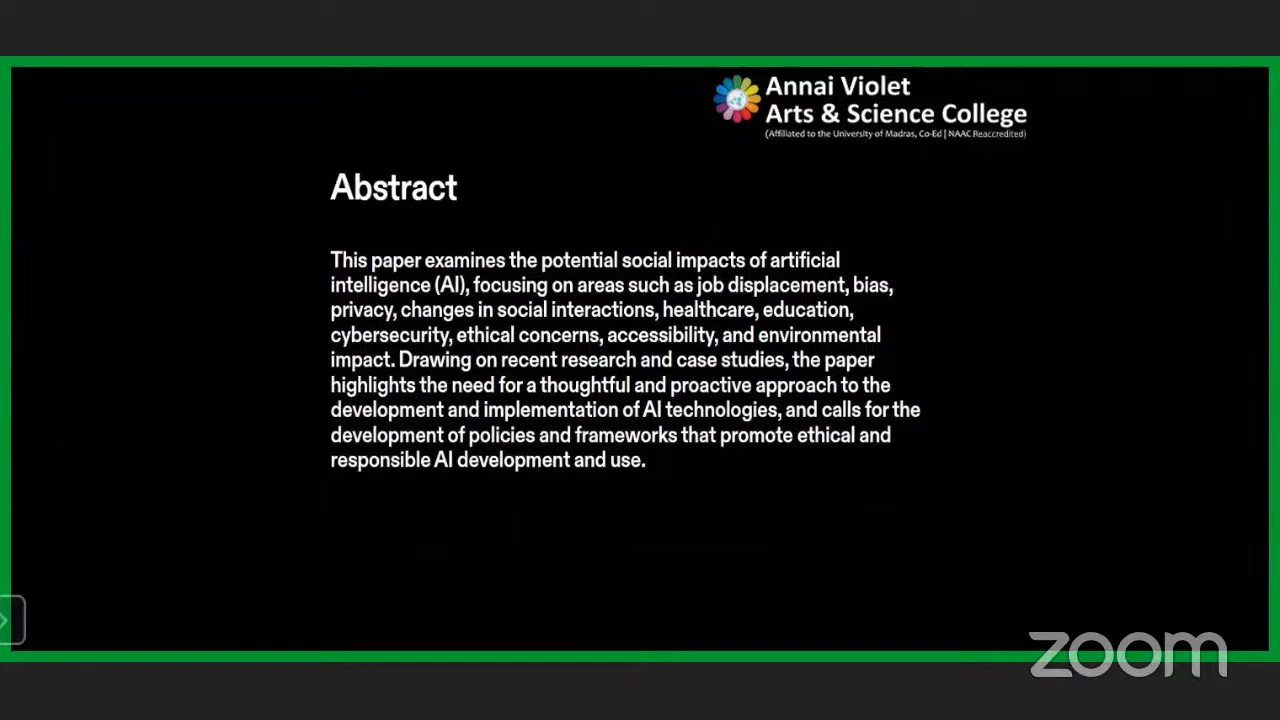 Annai Violet
Arts & Science College
(Affiliated to the University of Madras, Co-Ed | NAAC Reaccredited)
Abstract
This paper examines the potential social impacts of artificial
intelligence (AI), focusing on areas such as job displacement, bias,
privacy, changes in social interactions, healthcare, education,
cybersecurity, ethical concerns, accessibility, and environmental
impact. Drawing on recent research and case studies, the paper
highlights the need for a thoughtful and proactive approach to the
development and implementation of AI technologies, and calls for the
development of policies and frameworks that promote ethical and
responsible AI development and use.
zoom